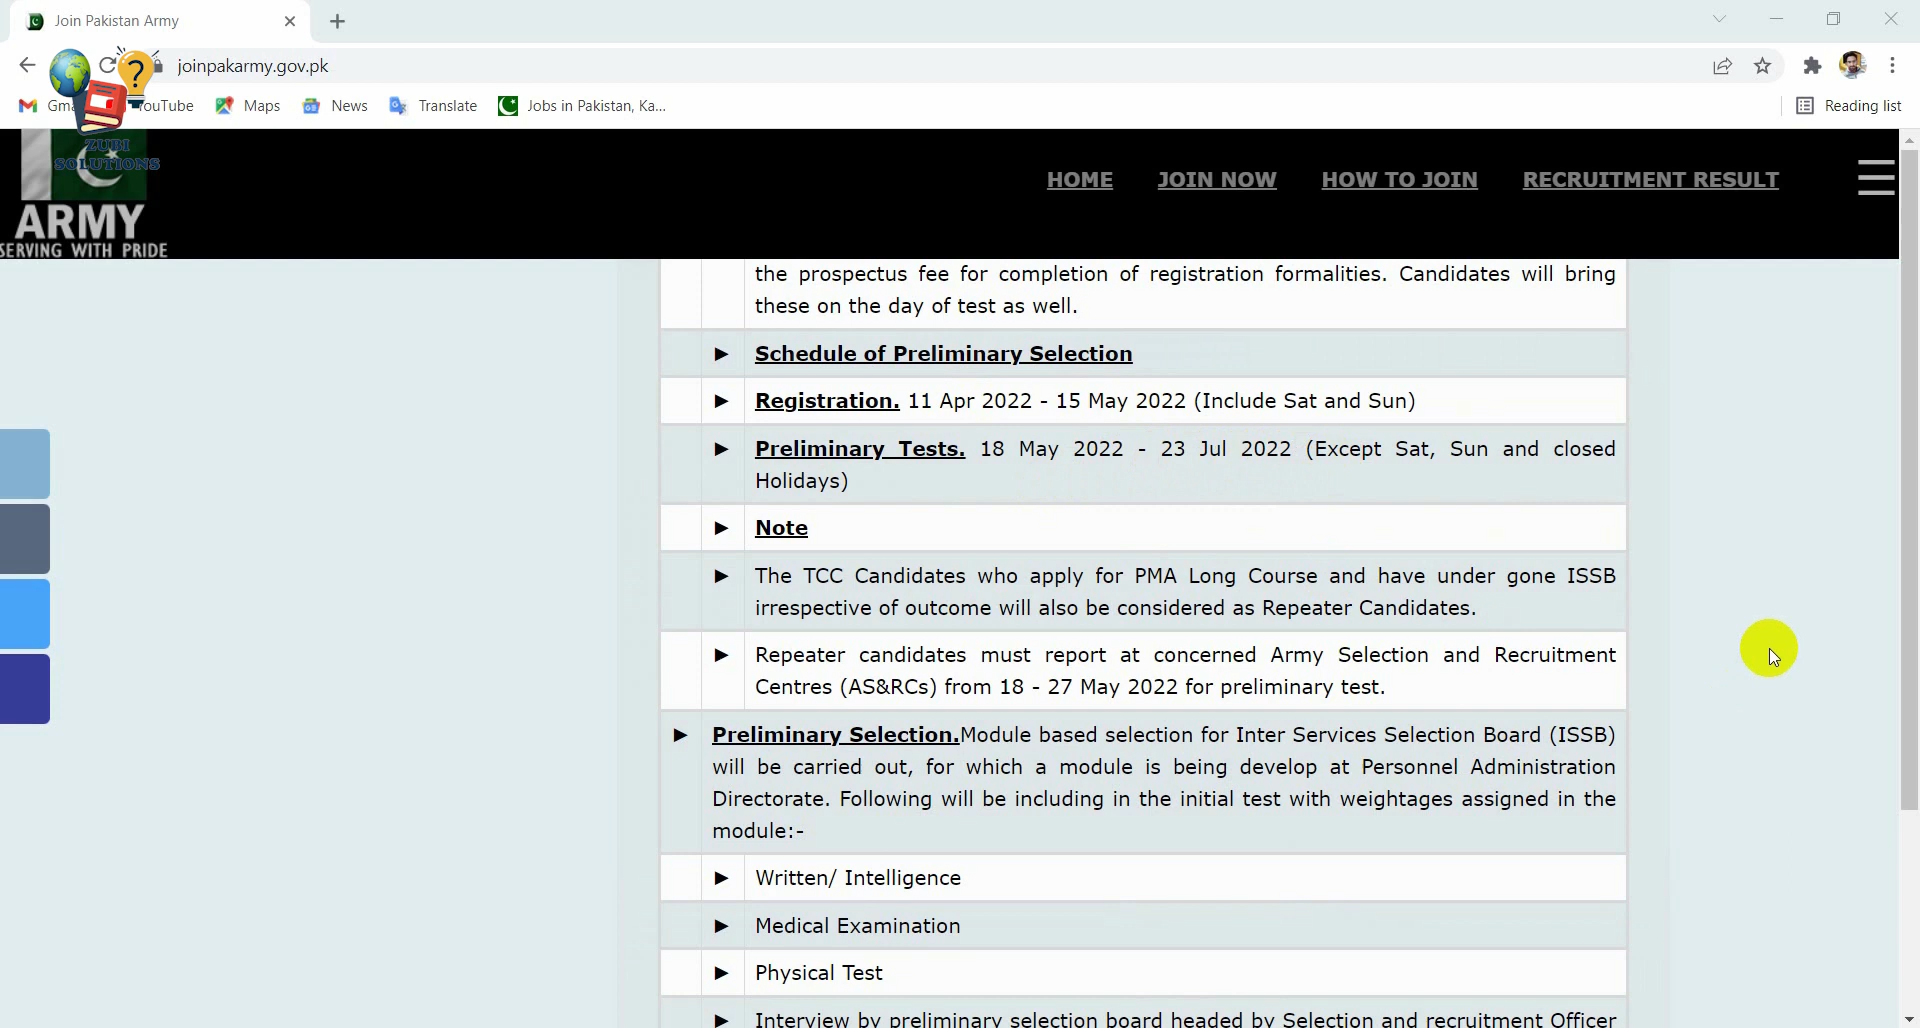 Join Pakistan Army
joinpakarmy.gov.pk
YouTube Maps News Translate Jobs in Pakistan, Ka... Reading list
ZUBI
SOLUTIONS
ARMY
SERVING WITH PRIDE
HOME JOIN NOW HOW TO JOIN RECRUITMENT RESULT
the prospectus fee for completion of registration formalities. Candidates will bring
these on the day of test as well.
► Schedule of Preliminary Selection
► Registration. 11 Apr 2022 - 15 May 2022 (Include Sat and Sun)
► Preliminary Tests. 18 May 2022 - 23 Jul 2022 (Except Sat, Sun and closed
Holidays)
► Note
► The TCC Candidates who apply for PMA Long Course and have under gone ISSB
irrespective of outcome will also be considered as Repeater Candidates.
► Repeater candidates must report at concerned Army Selection and Recruitment
Centres (AS&RCs) from 18 - 27 May 2022 for preliminary test.
► Preliminary Selection.Module based selection for Inter Services Selection Board (ISSB)
will be carried out, for which a module is being develop at Personnel Administration
Directorate. Following will be including in the initial test with weightages assigned in the
module:-
► Written/ Intelligence
► Medical Examination
► Physical Test
► Interview by preliminary selection board headed by Selection and recruitment Officer